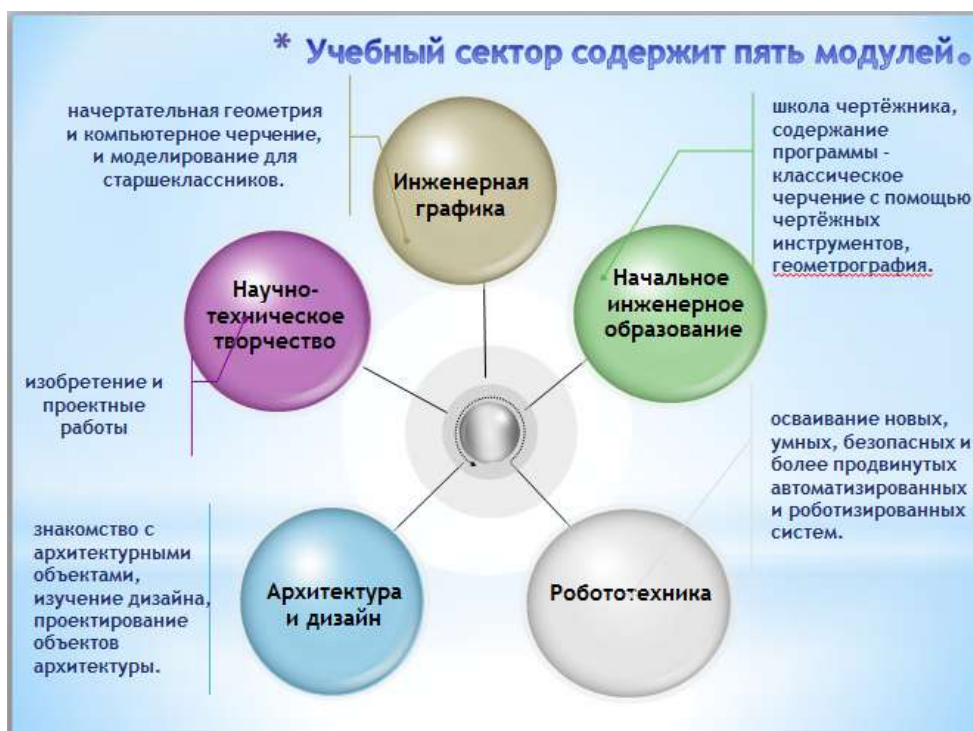 * Учебный сектор содержит пять модулей.
начертательная геометрия
и компьютерное черчение,
и моделирование для
старшеклассников.
Инженерная
графика
школа чертёжника,
содержание
программы -
классическое
черчение с помощью
чертёжных
инструментов,
геометрография.
Научно-
техническое
творчество
Начальное
инженерное
образование
изобретение и
проектные
работы
осваивание новых,
умных, безопасных и
более продвинутых
автоматизированных
и роботизированных
систем.
знакомство с
архитектурными
объектами,
изучение дизайна,
проектирование
объектов
архитектуры.
Архитектура
и дизайн
Робототехника